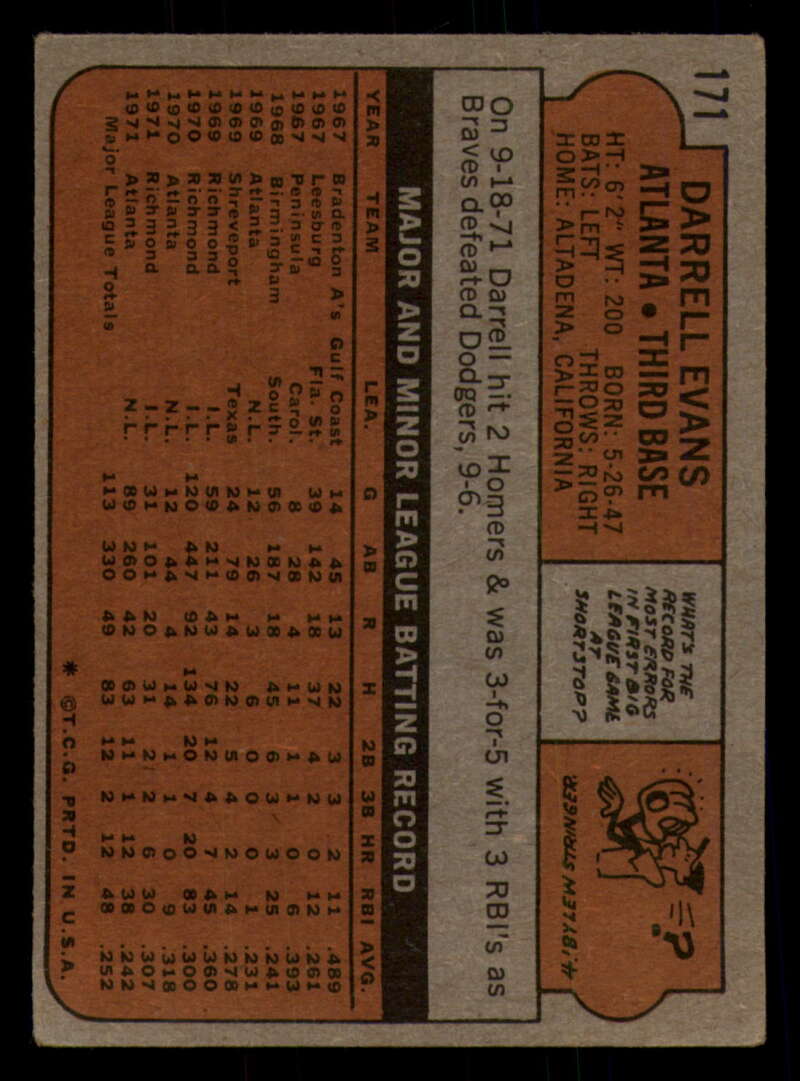 171
DARRELL EVANS
ATLANTA • THIRD BASE
HT: 6'2" WT: 200 BORN: 5-26-47
BATS: LEFT THROWS: RIGHT
HOME: ALTADENA, CALIFORNIA
WHAT'S THE
RECORD FOR
MOST ERRORS
IN FIRST BIG
LEAGUE GAME
AT
SHORTSTOP?
=?
4; BY LEW STRINGER
On 9-18-71 Darrell hit 2 Homers & was 3-for-5 with 3 RBI's as
Braves defeated Dodgers, 9-6.
MAJOR AND MINOR LEAGUE BATTING RECORD
YEAR TEAM LEA. G AB R H 2B 3B HR RBI AVG.
1967 Bradenton A's Gulf Coast 14 45 13 22 3 3 2 11 .489
1967 Leesburg Fla. St. 39 142 18 37 4 2 0 12 .261
1967 Peninsula Carol. 8 28 4 11 1 1 0 6 .393
1968 Birmingham South. 56 187 18 45 6 3 3 25 .241
1969 Atlanta N.L. 12 26 3 6 0 0 0 1 .231
1969 Shreveport Texas 24 79 14 22 5 4 2 14 .278
1969 Richmond I.L. 59 211 43 76 12 4 7 45 .360
1970 Richmond I.L. 120 447 92 134 20 7 20 83 .300
1970 Atlanta N.L. 12 44 4 14 1 1 0 9 .318
1971 Richmond I.L. 31 101 20 31 2 2 6 30 .307
1971 Atlanta N.L. 89 260 42 63 11 1 12 38 .242
Major League Totals 113 330 49 83 12 2 12 48 .252
* ©T.C.G. PRTD. IN U.S.A.